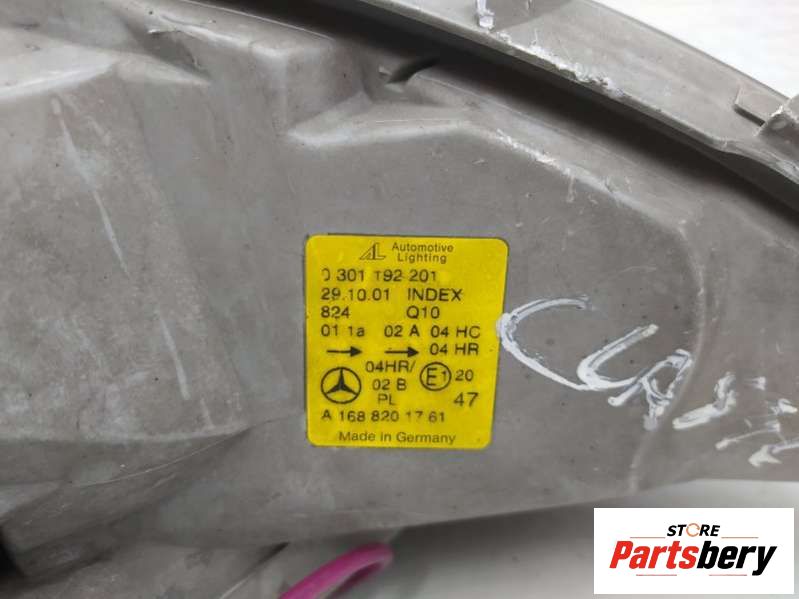 Automotive
Lighting
0 301 192 201
29.10.01 INDEX
824 Q10
01 1a 02 A 04 HC
04 HR
04HR/
02 B E1 20
PL 47
A 168 820 17 61
Made in Germany
STORE
Partsbery